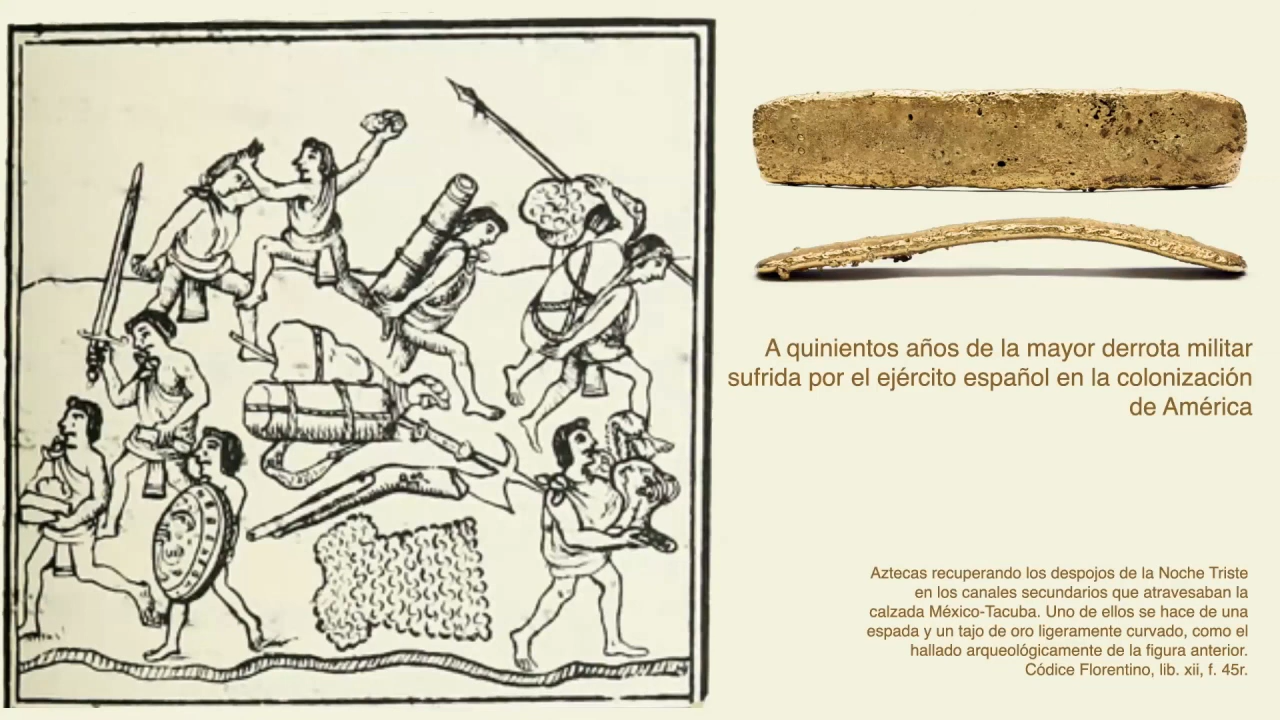 A quinientos años de la mayor derrota militar
sufrida por el ejército español en la colonización
de América
Aztecas recuperando los despojos de la Noche Triste
en los canales secundarios que atravesaban la
calzada México-Tacuba. Uno de ellos se hace de una
espada y un tajo de oro ligeramente curvado, como el
hallado arqueológicamente de la figura anterior.
Códice Florentino, lib. xii, f. 45r.